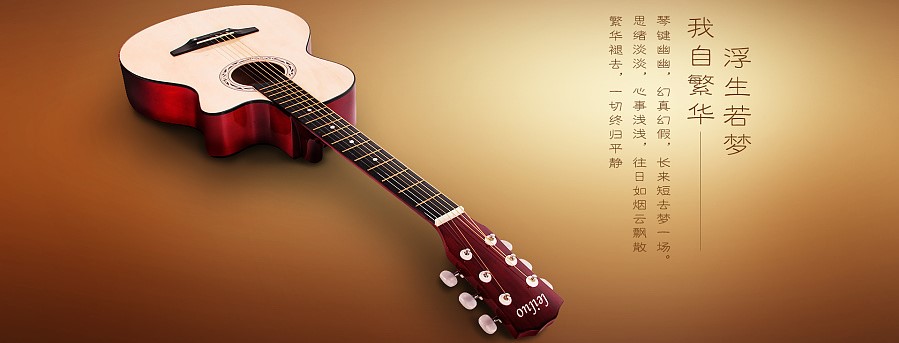 浮生若梦
我自繁华
琴键幽幽，幻真幻假，长来短去梦一场。
思绪淡淡，心事浅浅，往日如烟云飘散
繁华褪去，一切终归平静
leiluo